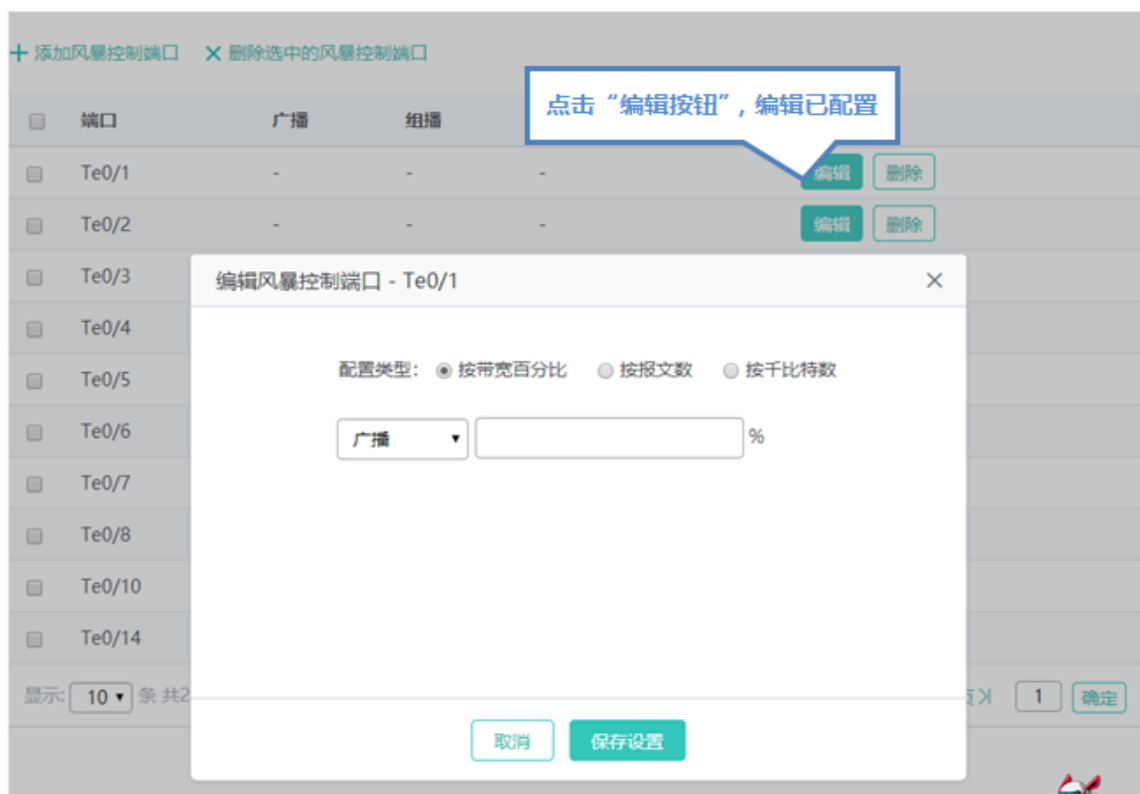 添加风暴控制端口 删除选中的风暴控制端口
点击“编辑按钮”，编辑已配置
端口 广播 组播
Te0/1 - - - 编辑 删除
Te0/2 - - - 编辑 删除
Te0/3
编辑风暴控制端口 - Te0/1
Te0/4
配置类型： 按带宽百分比 按报文数 按千比特数
Te0/5
Te0/6
广播 %
Te0/7
Te0/8
Te0/10
Te0/14
显示: 10 条 共2 1 确定
取消 保存设置